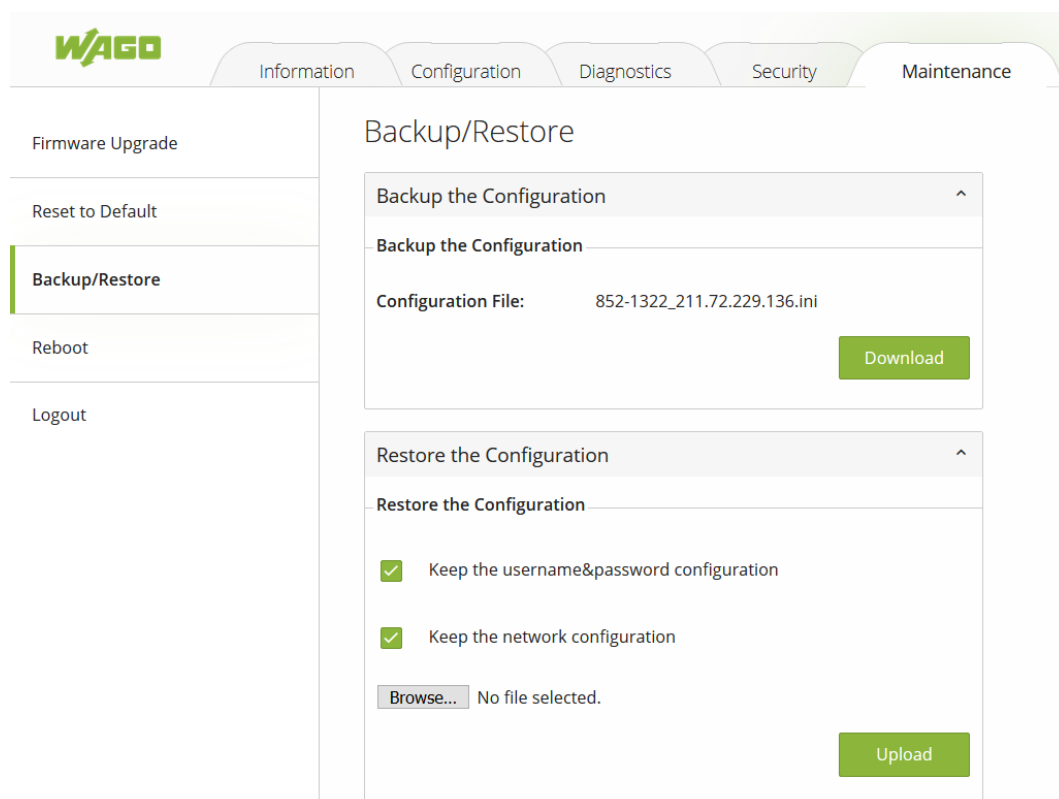 WAGO
Information Configuration Diagnostics Security Maintenance
Firmware Upgrade
Reset to Default
Backup/Restore
Reboot
Logout
Backup/Restore
Backup the Configuration
Backup the Configuration
Configuration File: 852-1322_211.72.229.136.ini
Download
Restore the Configuration
Restore the Configuration
Keep the username&password configuration
Keep the network configuration
Browse... No file selected.
Upload